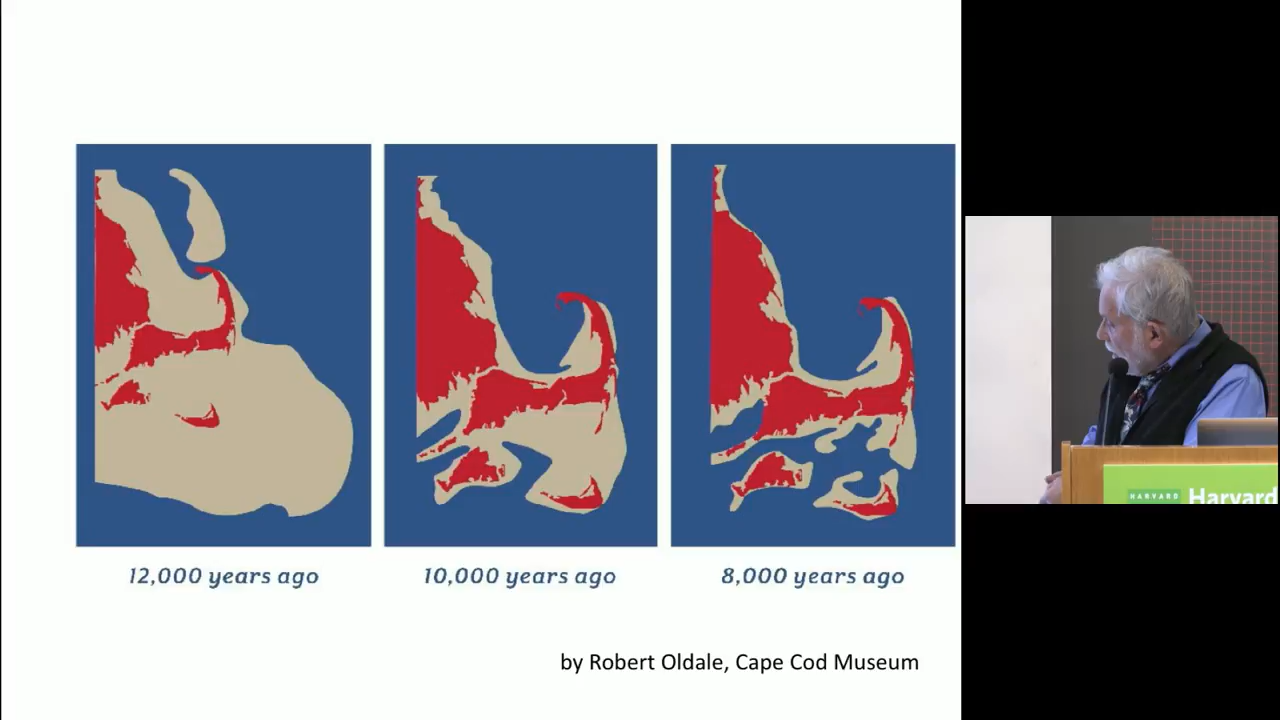 12,000 years ago
10,000 years ago
8,000 years ago
by Robert Oldale, Cape Cod Museum
HARVARD Harvard